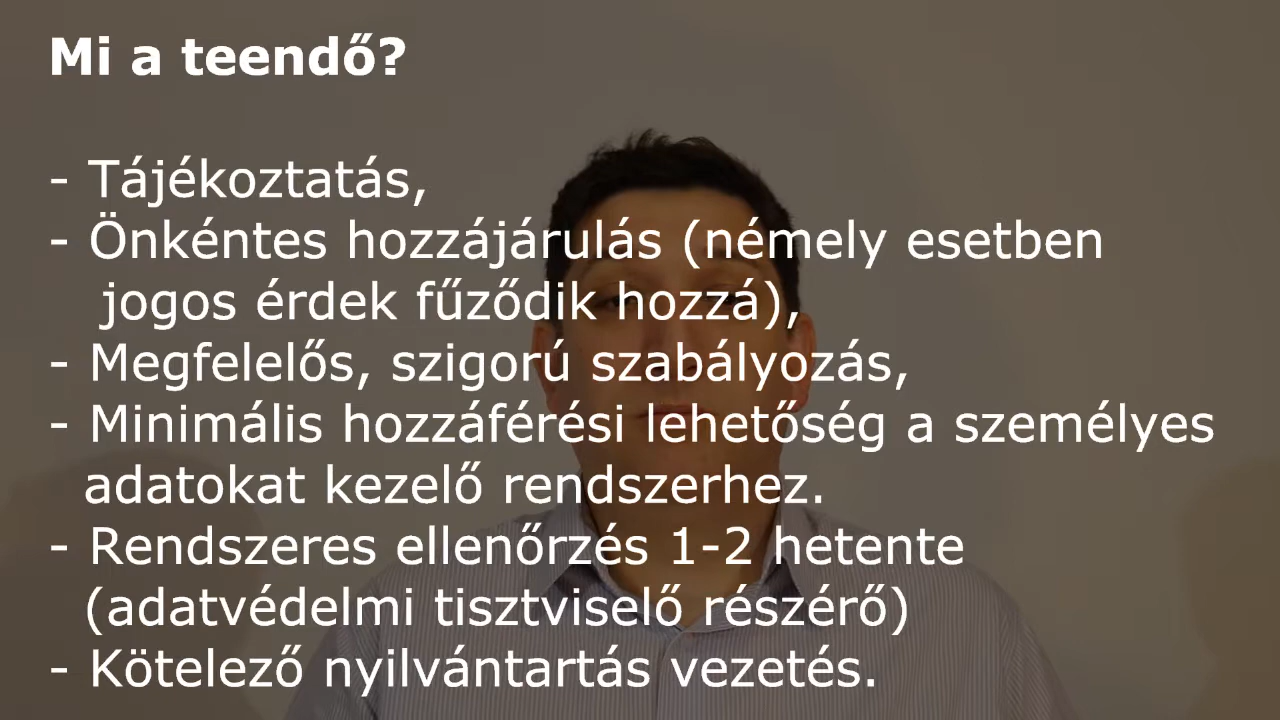 Mi a teendő?
- Tájékoztatás,
- Önkéntes hozzájárulás (némely esetben
jogos érdek fűződik hozzá),
- Megfelelős, szigorú szabályozás,
- Minimális hozzáférési lehetőség a személyes
adatokat kezelő rendszerhez.
- Rendszeres ellenőrzés 1-2 hetente
(adatvédelmi tisztviselő részérő)
- Kötelező nyilvántartás vezetés.